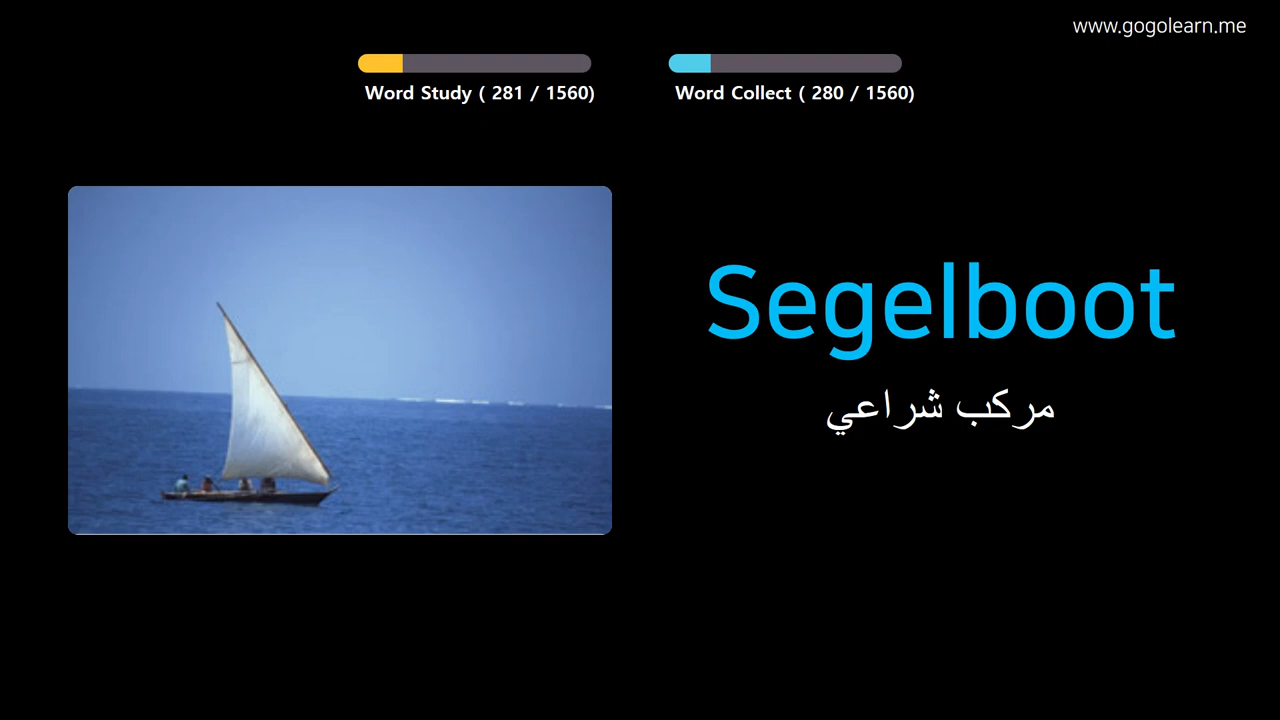 www.gogolearn.me
Word Study ( 281 / 1560)
Word Collect ( 280 / 1560)
Segelboot
مركب شراعي